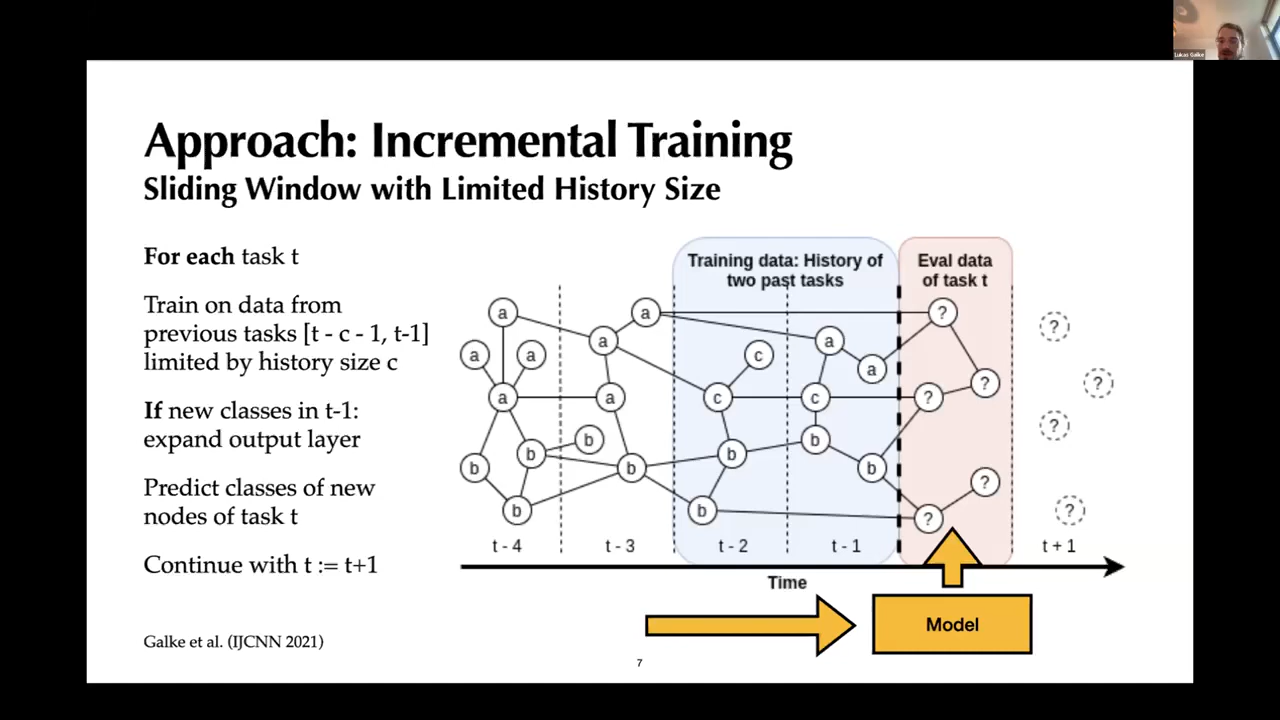 Lukas Galke
Approach: Incremental Training
Sliding Window with Limited History Size
For each task t
Train on data from
previous tasks [t - c - 1, t-1]
limited by history size c
If new classes in t-1:
expand output layer
Predict classes of new
nodes of task t
Continue with t := t+1
Galke et al. (IJCNN 2021)
Training data: History of
two past tasks
Eval data
of task t
a
a
a
a
a
a
a
b
b
b
b
b
a
c
c
b
b
a
a
c
b
b
?
?
?
?
?
?
?
?
?
t - 4
t - 3
t - 2
t - 1
t + 1
Time
Model
7